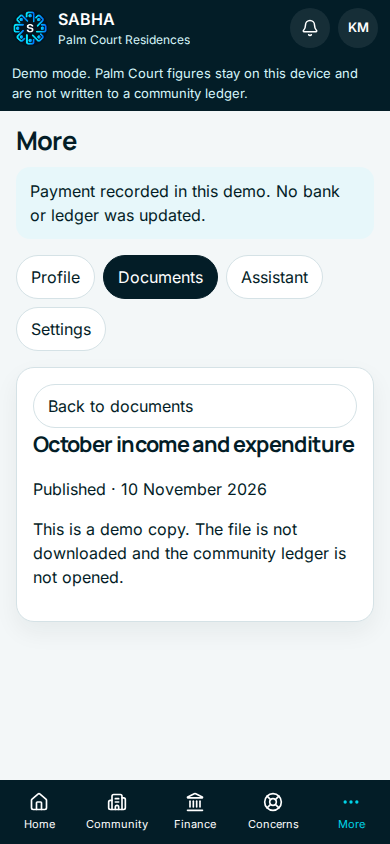 S
SABHA
Palm Court Residences
KM
Demo mode. Palm Court figures stay on this device and
are not written to a community ledger.
More
Payment recorded in this demo. No bank
or ledger was updated.
Profile
Documents
Assistant
Settings
Back to documents
October income and expenditure
Published · 10 November 2026
This is a demo copy. The file is not
downloaded and the community ledger is
not opened.
Home
Community
Finance
Concerns
More